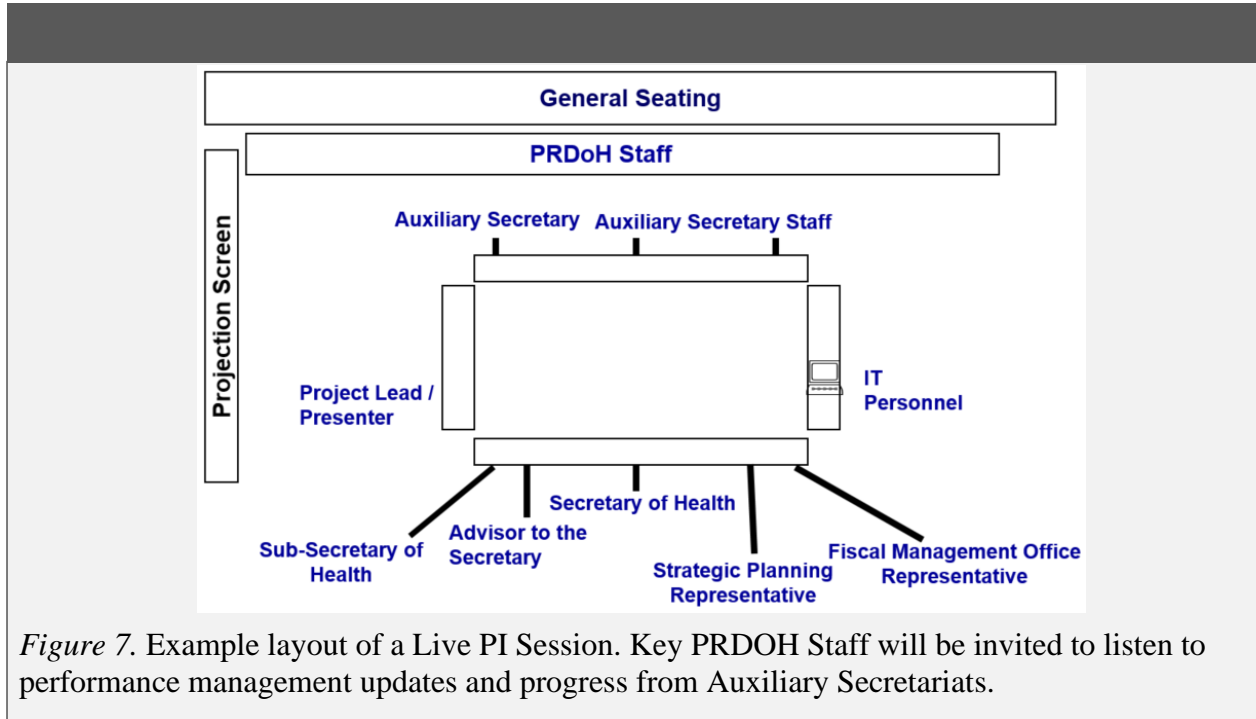 General Seating
PRDoH Staff
Projection Screen
Auxiliary Secretary
Auxiliary Secretary Staff
Project Lead /
Presenter
IT
Personnel
Secretary of Health
Sub-Secretary of
Health
Advisor to the
Secretary
Strategic Planning
Representative
Fiscal Management Office
Representative
Figure 7. Example layout of a Live PI Session. Key PRDOH Staff will be invited to listen to
performance management updates and progress from Auxiliary Secretariats.